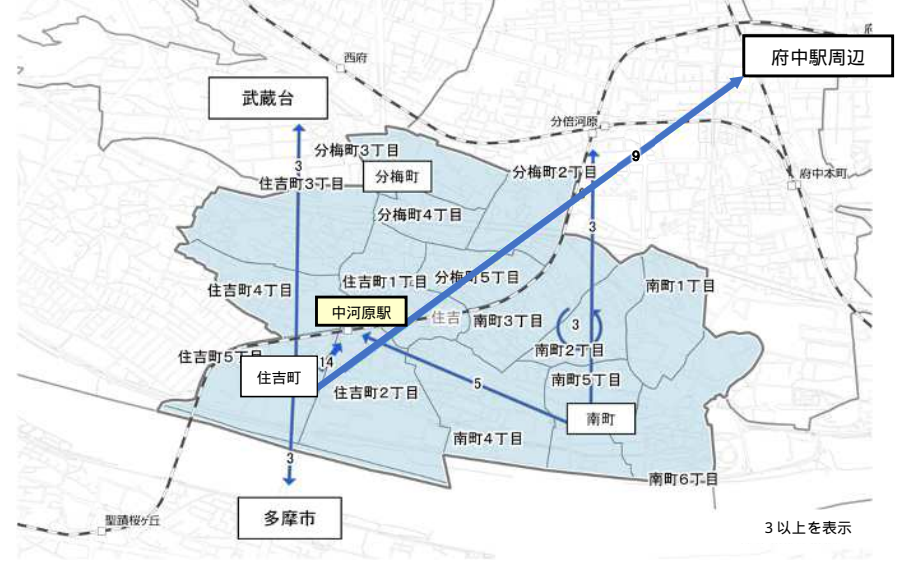 府中駅周辺
西府
武蔵台
分倍河原
分梅町3丁目
3
9
分梅町2丁目
府中本町
住吉町3丁目
分梅町
分梅町4丁目
3
住吉町4丁目
住吉町1丁目
分梅町5丁目
南町1丁目
中河原駅
住吉
南町3丁目
3
南町2丁目
住吉町5丁目
14
住吉町
住吉町2丁目
5
南町5丁目
南町
南町4丁目
3
南町6丁目
多摩市
聖蹟桜ヶ丘
3以上を表示